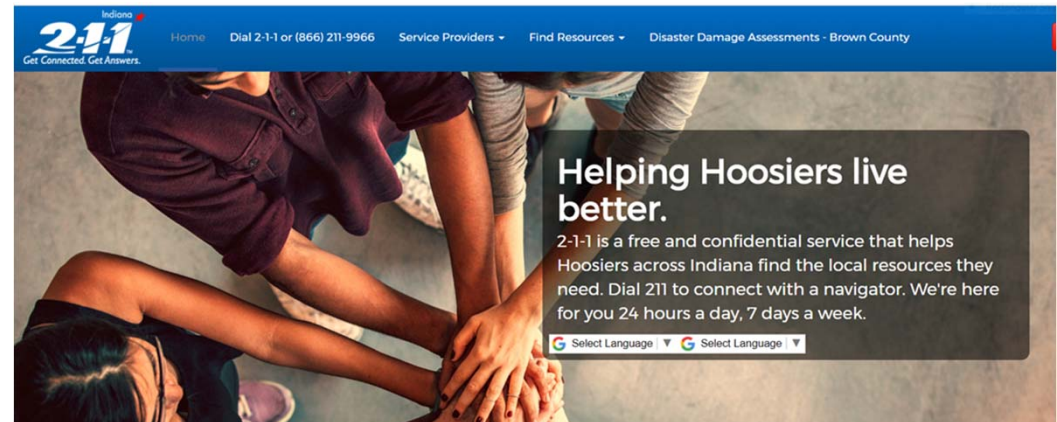 Indiana
2-1-1
Get Connected. Get Answers.
Home Dial 2-1-1 or (866) 211-9966 Service Providers Find Resources Disaster Damage Assessments - Brown County
Helping Hoosiers live
better.
2-1-1 is a free and confidential service that helps
Hoosiers across Indiana find the local resources they
need. Dial 211 to connect with a navigator. We're here
for you 24 hours a day, 7 days a week.
G Select Language G Select Language